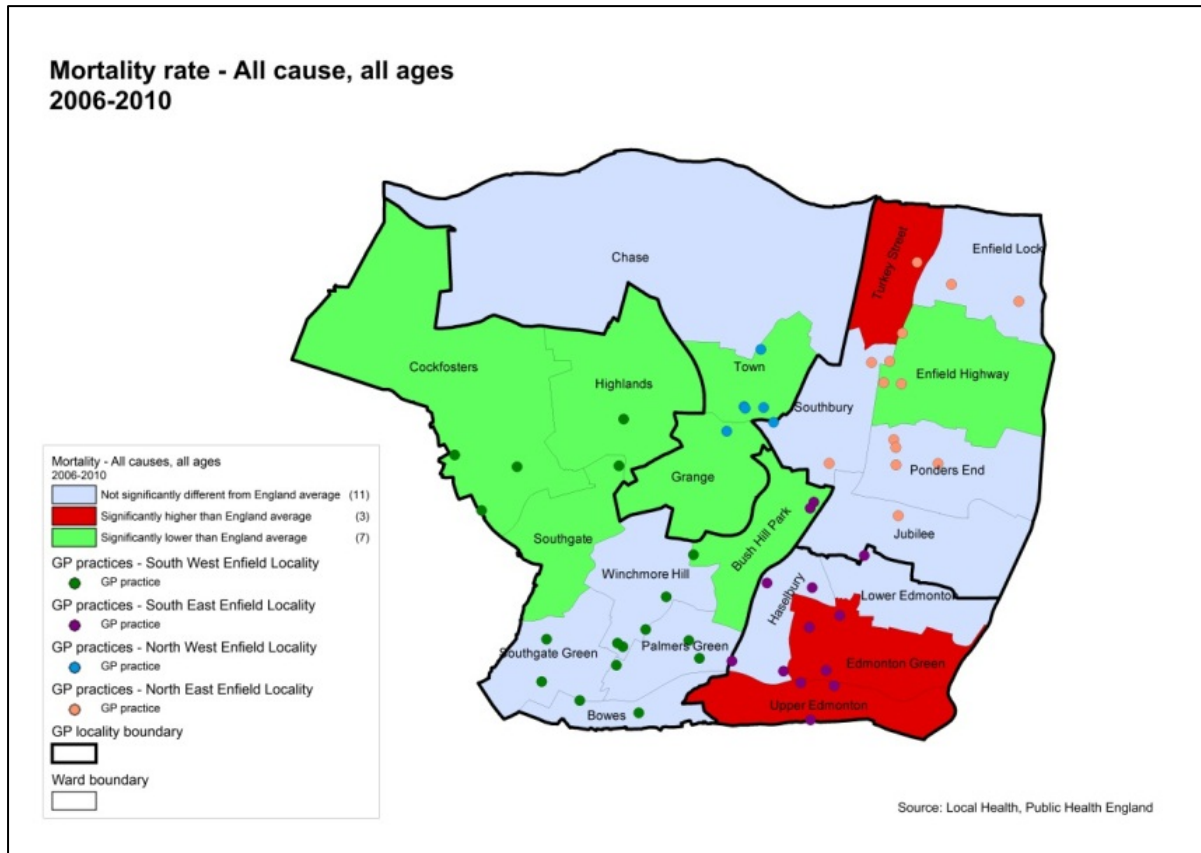 Mortality rate - All cause, all ages
2006-2010
Chase
Turkey Street
Enfield Lock
Cockfosters
Highlands
Town
Enfield Highway
Southbury
Grange
Ponders End
Bush Hill Park
Southgate
Jubilee
Winchmore Hill
Haselbury
Lower Edmonton
Southgate Green
Palmers Green
Edmonton Green
Bowes
Upper Edmonton
Mortality - All causes, all ages
2006-2010
Not significantly different from England average (11)
Significantly higher than England average (3)
Significantly lower than England average (7)
GP practices - South West Enfield Locality
GP practice
GP practices - South East Enfield Locality
GP practice
GP practices - North West Enfield Locality
GP practice
GP practices - North East Enfield Locality
GP practice
GP locality boundary
Ward boundary
Source: Local Health, Public Health England